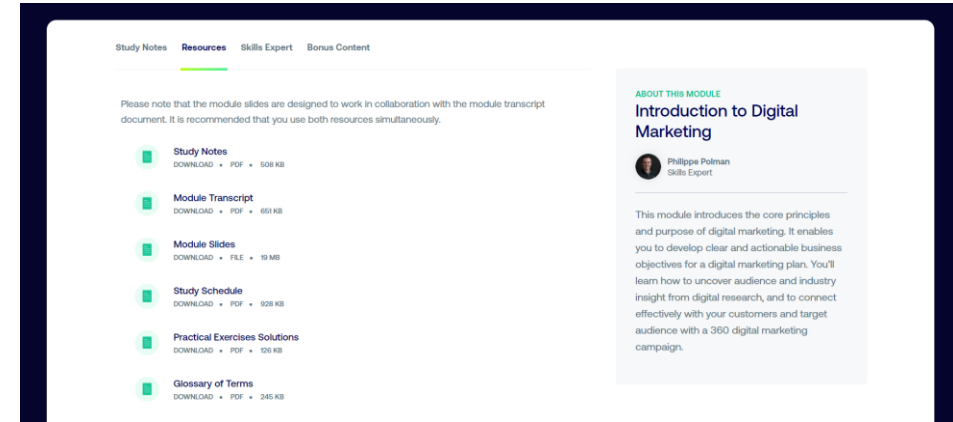 Study Notes Resources Skills Expert Bonus Content
Please note that the module slides are designed to work in collaboration with the module transcript
document. It is recommended that you use both resources simultaneously.
Study Notes
DOWNLOAD • PDF • 508 KB
Module Transcript
DOWNLOAD • PDF • 651 KB
Module Slides
DOWNLOAD • FILE • 19 MB
Study Schedule
DOWNLOAD • PDF • 928 KB
Practical Exercises Solutions
DOWNLOAD • PDF • 126 KB
Glossary of Terms
DOWNLOAD • PDF • 245 KB
ABOUT THIS MODULE
Introduction to Digital
Marketing
Philippe Polman
Skills Expert
This module introduces the core principles
and purpose of digital marketing. It enables
you to develop clear and actionable business
objectives for a digital marketing plan. You'll
learn how to uncover audience and industry
insight from digital research, and to connect
effectively with your customers and target
audience with a 360 digital marketing
campaign.